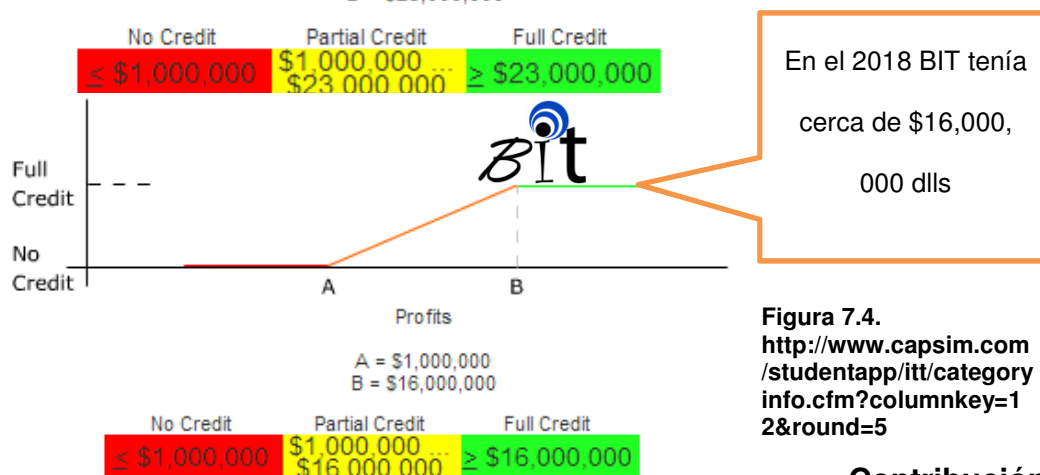 No Credit Partial Credit Full Credit
≤ $1,000,000 $1,000,000 ... ≥ $23,000,000
$23,000,000
Bit
Full
Credit
No
Credit
A B
Profits
A = $1,000,000
B = $16,000,000
No Credit Partial Credit Full Credit
≤ $1,000,000 $1,000,000 ... ≥ $16,000,000
$16,000,000
En el 2018 BIT tenía
cerca de $16,000,
000 dlls
Figura 7.4.
http://www.capsim.com
/studentapp/itt/category
info.cfm?columnkey=1
2&round=5